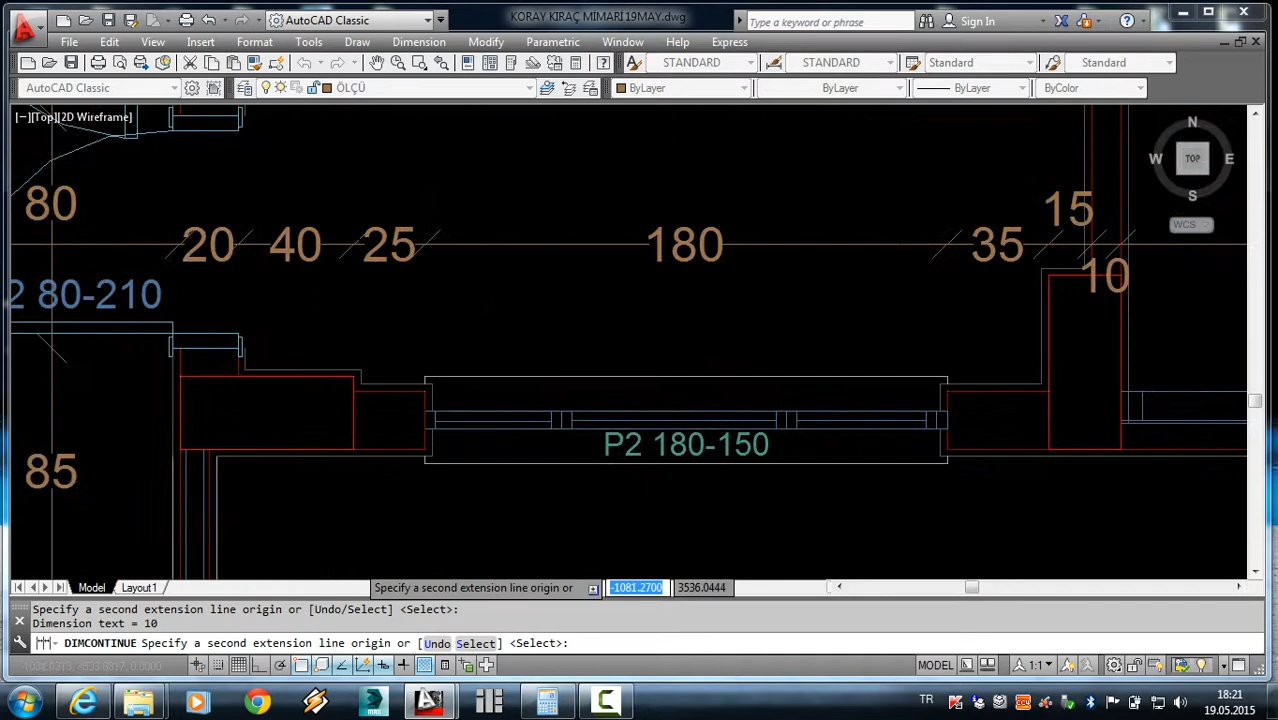 AutoCAD Classic
KORAY KIRAÇ MIMARI19MAY.dwg
Type a keyword or phrase
Sign In
File Edit View Insert Format Tools Draw Dimension Modify Parametric Window Help Express
STANDARD STANDARD Standard Standard
AutoCAD Classic ÖLÇÜ ByLayer ByLayer ByLayer ByColor
[−][Top][2D Wireframe]
N
W TOP E
S
WCS
80
20 40 25 180 35 15
10
2 80-210
P2 180-150
85
Model Layout1 Specify a second extension line origin or -1081.2700 3536.0444
Specify a second extension line origin or [Undo/Select] <Select>:
Dimension text = 10
DIMCONTINUE Specify a second extension line origin or [Undo Select] <Select>:
MODEL 1:1
TR
18:21
19.05.2015